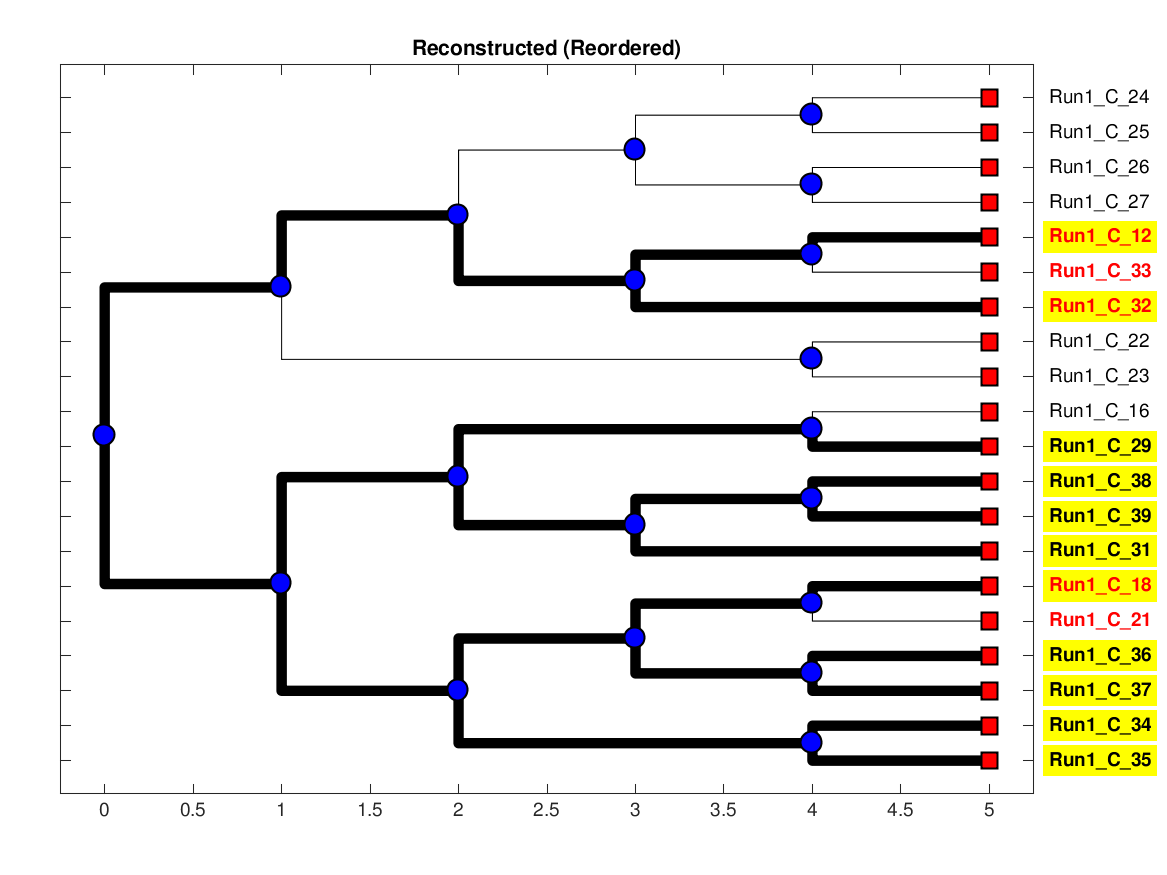 Reconstructed (Reordered)
Run1_C_24
Run1_C_25
Run1_C_26
Run1_C_27
Run1_C_12
Run1_C_33
Run1_C_32
Run1_C_22
Run1_C_23
Run1_C_16
Run1_C_29
Run1_C_38
Run1_C_39
Run1_C_31
Run1_C_18
Run1_C_21
Run1_C_36
Run1_C_37
Run1_C_34
Run1_C_35
0 0.5 1 1.5 2 2.5 3 3.5 4 4.5 5